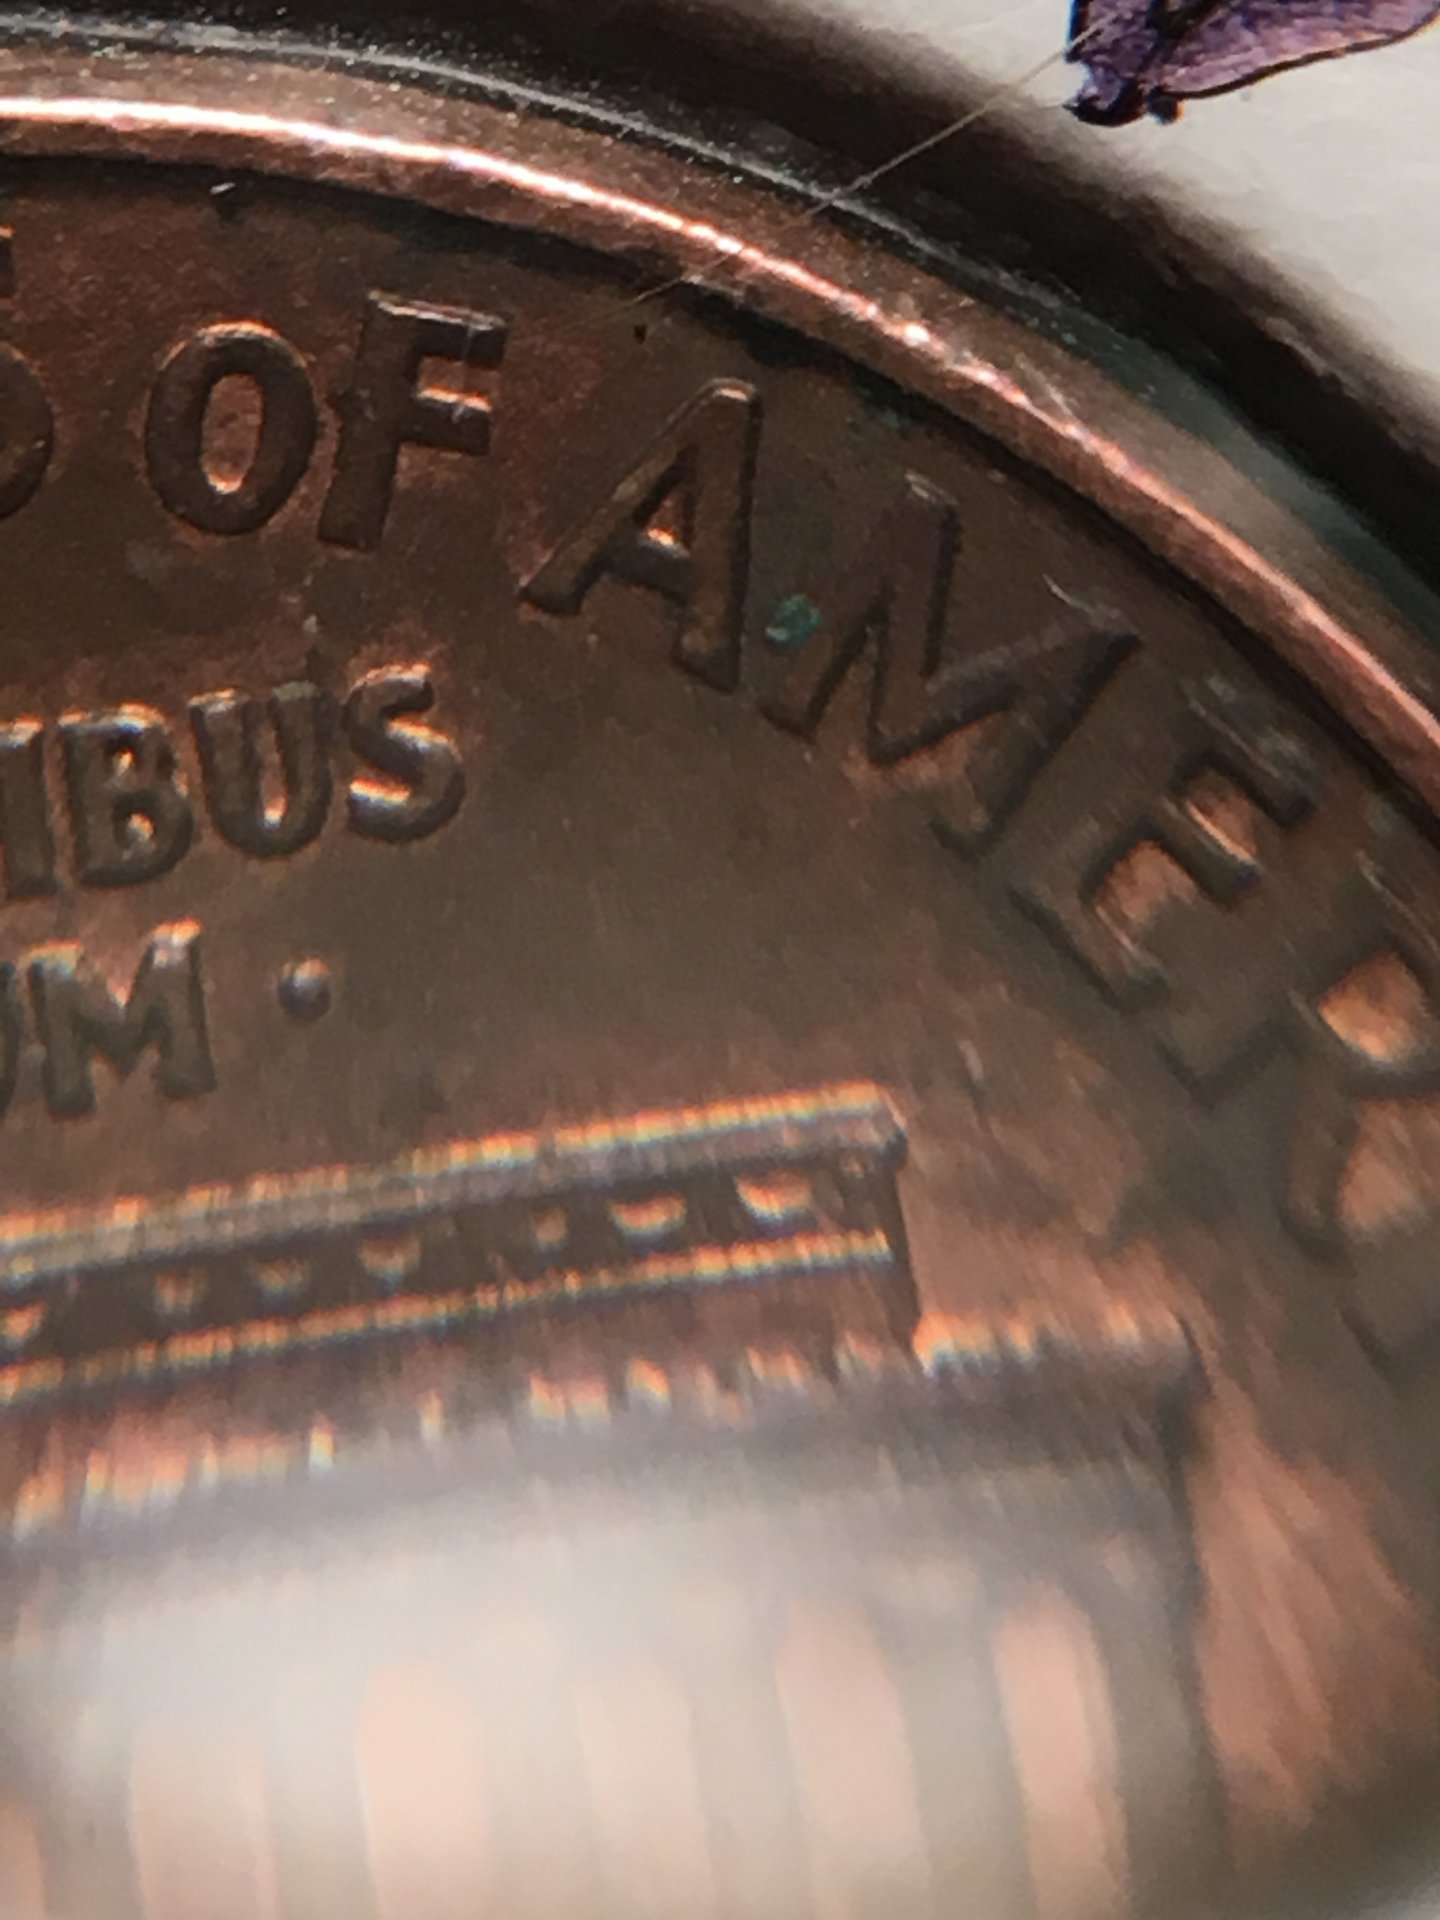 S OF AMER
IBUS
UM ·